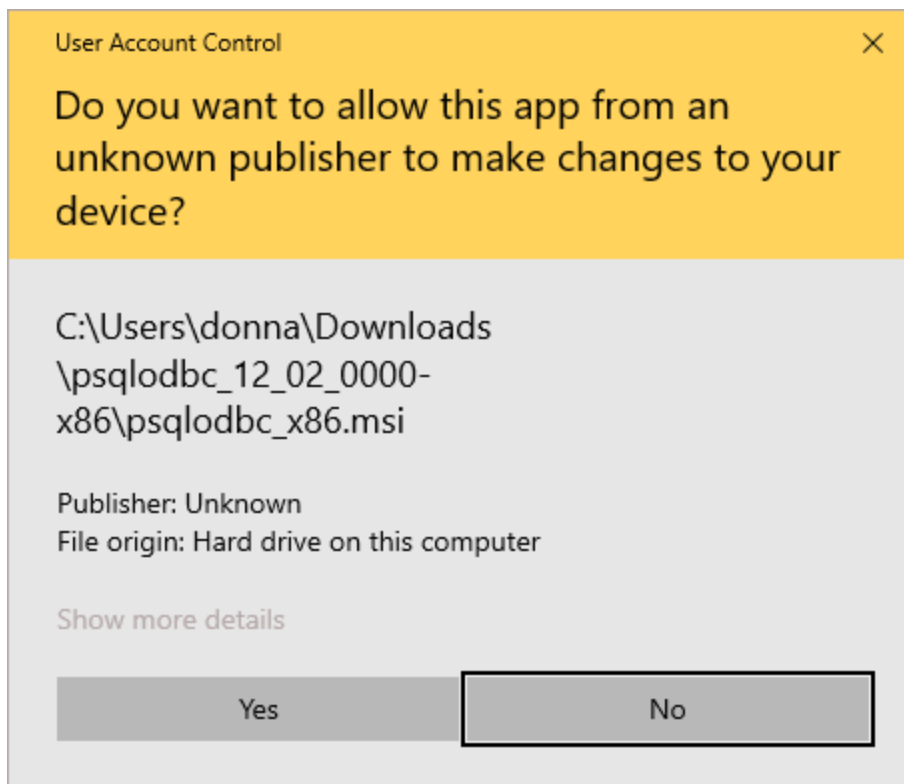 User Account Control
Do you want to allow this app from an
unknown publisher to make changes to your
device?
C:\Users\donna\Downloads
\psqlodbc_12_02_0000-
x86\psqlodbc_x86.msi
Publisher: Unknown
File origin: Hard drive on this computer
Show more details
Yes
No